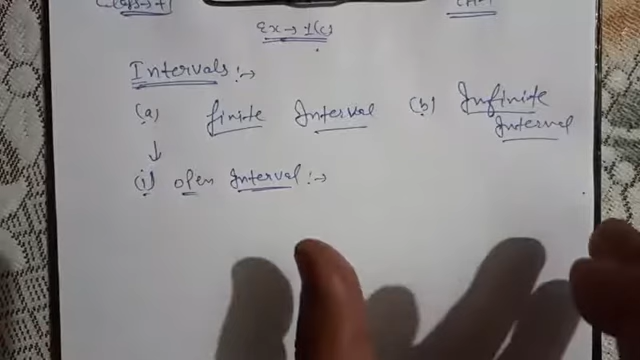 Ex → 1(c)
Intervals :→
(a) finite Interval (b) Infinite Interval
(i) open Interval :→